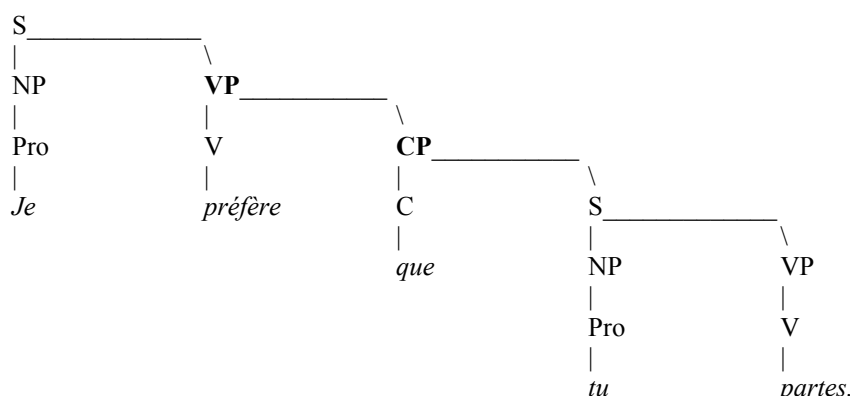 S
NP VP
Pro V CP
Je préfère C S
que NP VP
Pro V
tu partes.